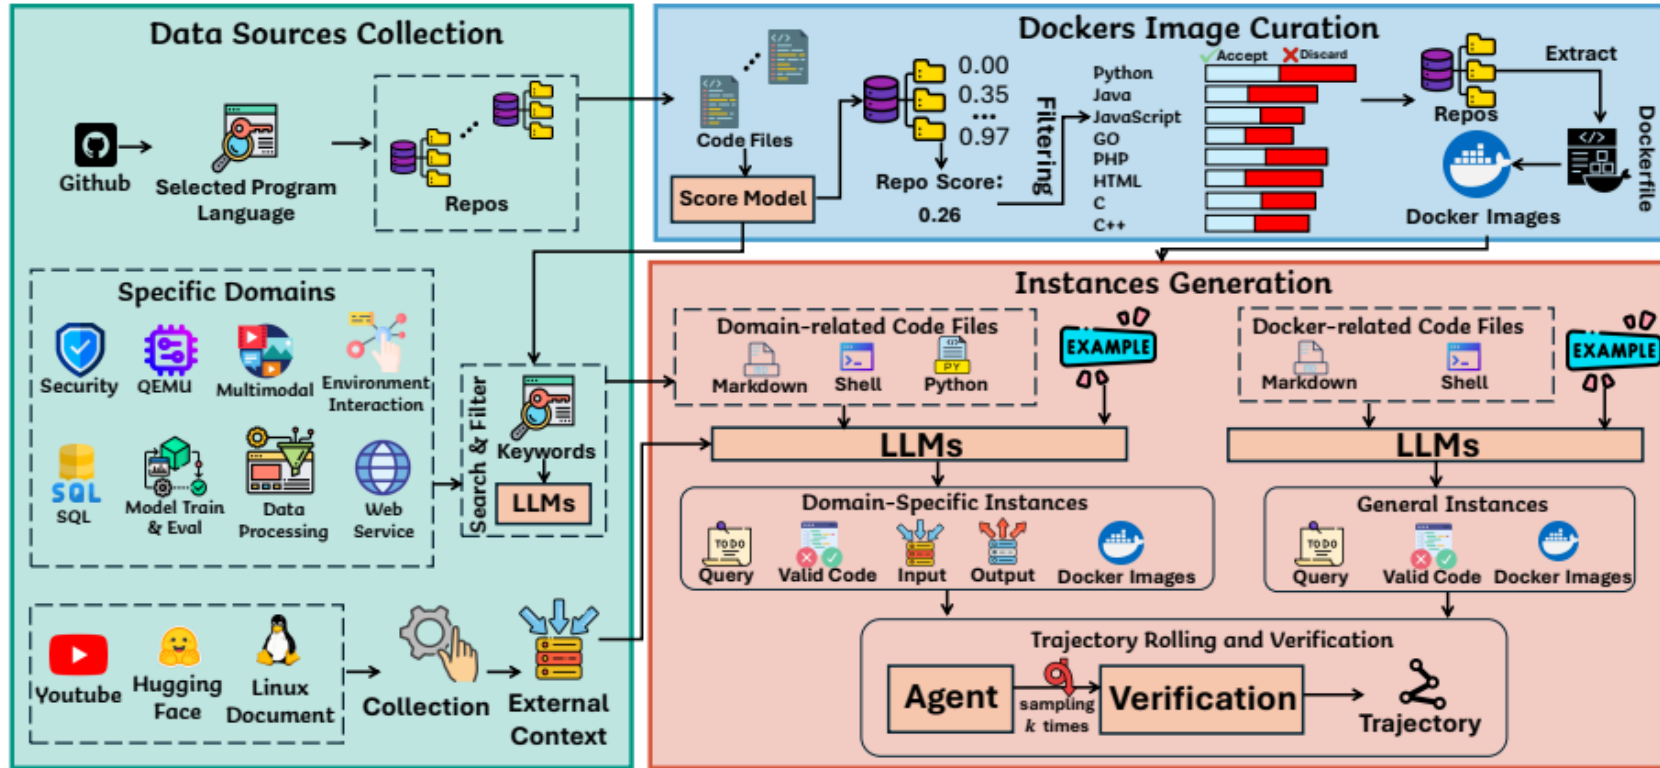 Data Sources Collection
Github
Selected Program
Language
Repos
Specific Domains
Security
QEMU
Multimodal
Environment
Interaction
SQL
SQL
Model Train
& Eval
Data
Processing
Web
Service
Search & Filter
Keywords
LLMs
Youtube
Hugging
Face
Linux
Document
Collection
External
Context
Dockers Image Curation
Code Files
Score Model
0.00
0.35
...
0.97
Repo Score:
0.26
Filtering
Accept
Discard
Python
Java
JavaScript
GO
PHP
HTML
C
C++
Repos
Extract
Dockerfile
Docker Images
Instances Generation
Domain-related Code Files
Markdown
Shell
PY
Python
EXAMPLE
LLMs
Domain-Specific Instances
TO DO
Query
Valid Code
Input
Output
Docker Images
Docker-related Code Files
Markdown
Shell
EXAMPLE
LLMs
General Instances
TO DO
Query
Valid Code
Docker Images
Trajectory Rolling and Verification
Agent
sampling
k times
Verification
Trajectory